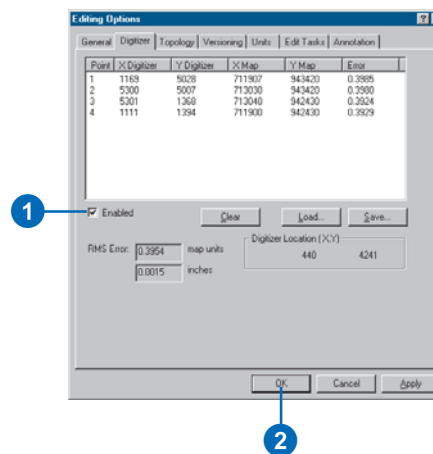 Editing Options
General Digitizer Topology Versioning Units Edit Tasks Annotation
Point X Digitizer Y Digitizer X Map Y Map Error
1 1169 5028 711907 943420 0.3985
2 5300 5007 713030 943420 0.3980
3 5301 1368 713040 942430 0.3924
4 1111 1394 711900 942430 0.3929
1 Enabled Clear Load... Save...
Digitizer Location (X,Y)
RMS Error: 0.3954 map units 440 4241
0.0015 inches
OK Cancel Apply
2